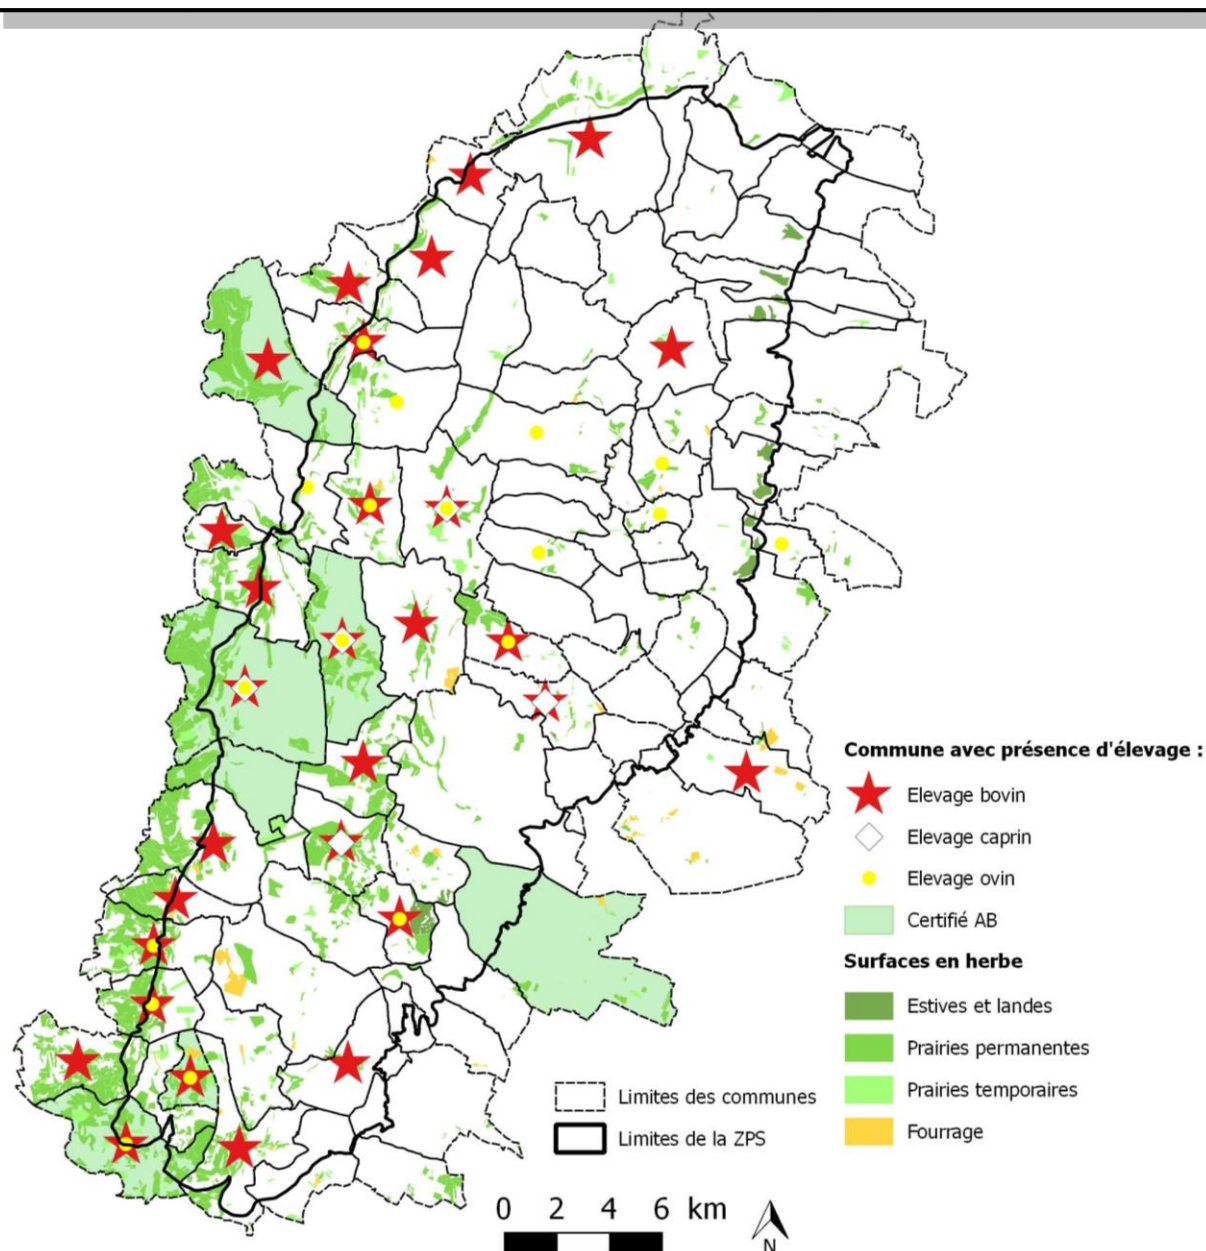 Commune avec présence d'élevage :
Elevage bovin
Elevage caprin
Elevage ovin
Certifié AB
Surfaces en herbe
Estives et landes
Prairies permanentes
Prairies temporaires
Fourrage
Limites des communes
Limites de la ZPS
0 2 4 6 km
N